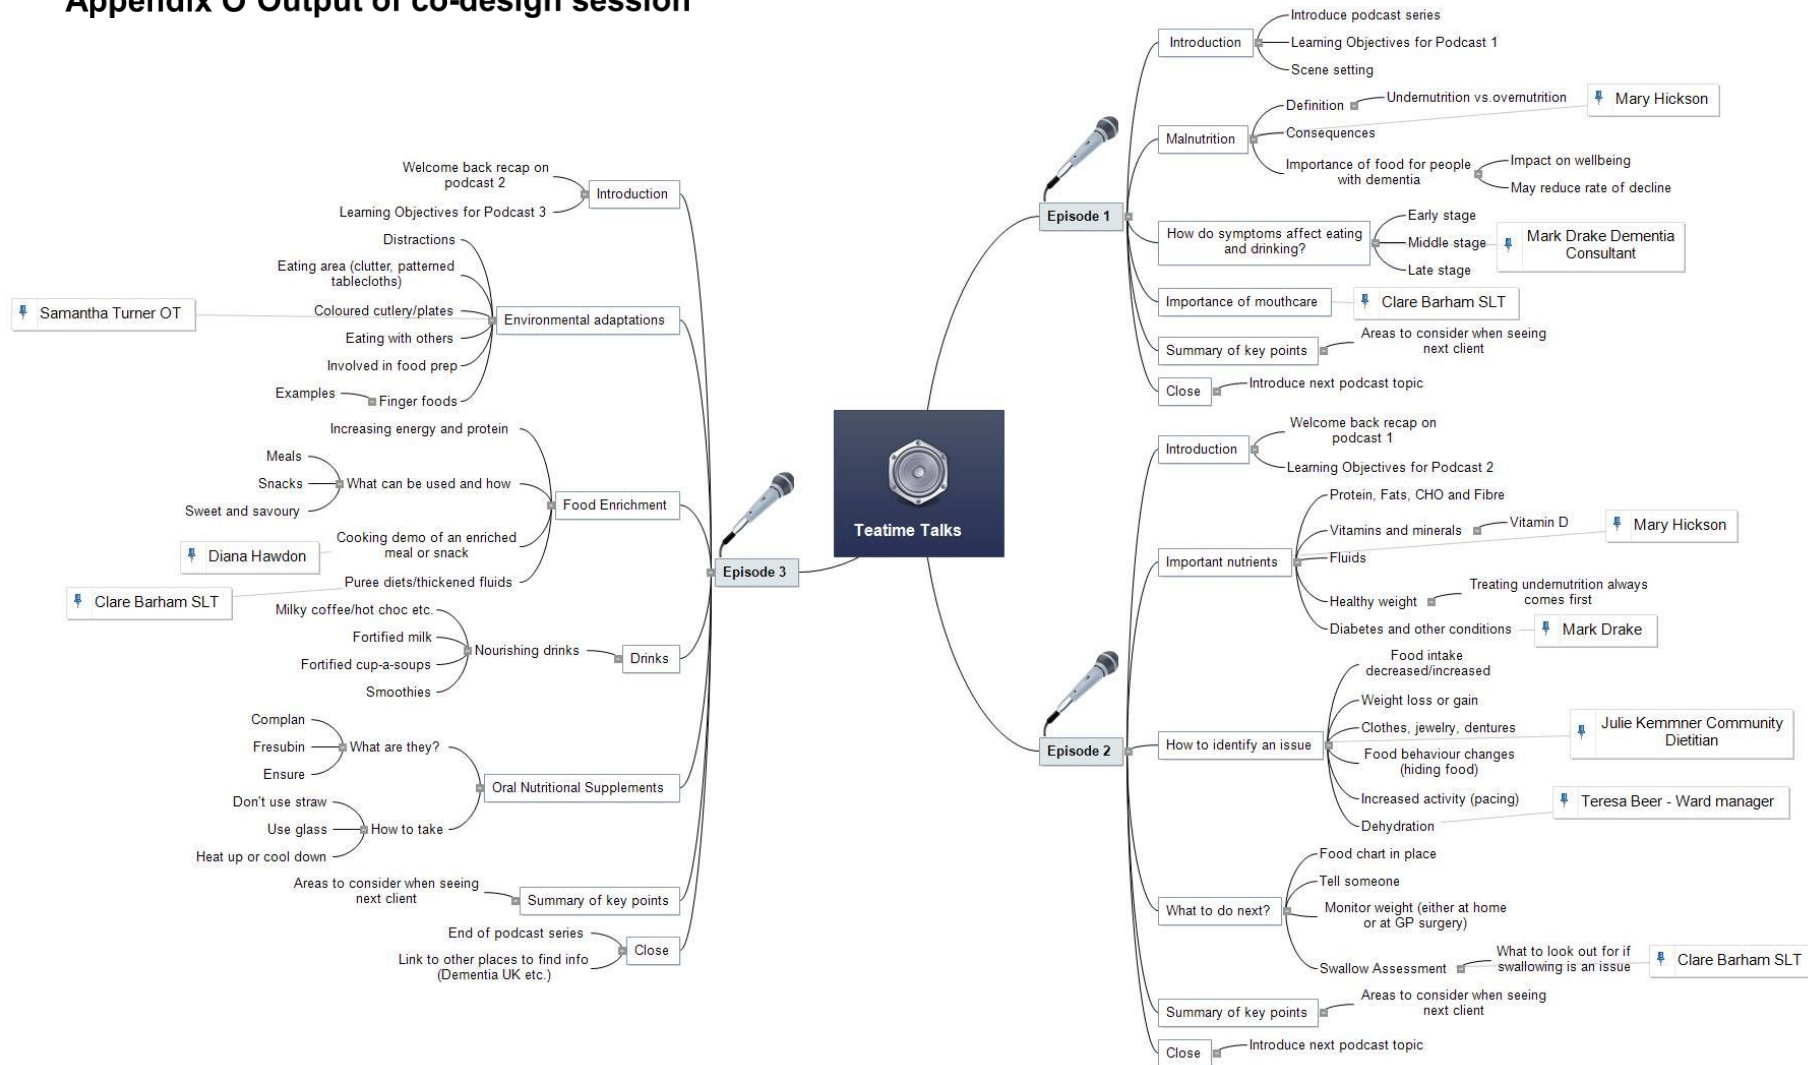 Appendix O Output of co-design session
Teatime Talks
Episode 1
Introduction
Introduce podcast series
Learning Objectives for Podcast 1
Scene setting
Malnutrition
Definition
Undernutrition vs.overnutrition
Consequences
Mary Hickson
Importance of food for people
with dementia
Impact on wellbeing
May reduce rate of decline
How do symptoms affect eating
and drinking?
Early stage
Middle stage
Late stage
Mark Drake Dementia
Consultant
Importance of mouthcare
Clare Barham SLT
Summary of key points
Areas to consider when seeing
next client
Close
Introduce next podcast topic
Episode 2
Introduction
Welcome back recap on
podcast 1
Learning Objectives for Podcast 2
Important nutrients
Protein, Fats, CHO and Fibre
Vitamins and minerals
Vitamin D
Mary Hickson
Fluids
Healthy weight
Treating undernutrition always
comes first
Diabetes and other conditions
Mark Drake
How to identify an issue
Food intake
decreased/increased
Weight loss or gain
Clothes, jewelry, dentures
Julie Kemmner Community
Dietitian
Food behaviour changes
(hiding food)
Increased activity (pacing)
Dehydration
Teresa Beer - Ward manager
What to do next?
Food chart in place
Tell someone
Monitor weight (either at home
or at GP surgery)
Swallow Assessment
What to look out for if
swallowing is an issue
Clare Barham SLT
Summary of key points
Areas to consider when seeing
next client
Close
Introduce next podcast topic
Episode 3
Introduction
Welcome back recap on
podcast 2
Learning Objectives for Podcast 3
Environmental adaptations
Distractions
Eating area (clutter, patterned
tablecloths)
Coloured cutlery/plates
Samantha Turner OT
Eating with others
Involved in food prep
Finger foods
Examples
Food Enrichment
Increasing energy and protein
What can be used and how
Meals
Snacks
Sweet and savoury
Cooking demo of an enriched
meal or snack
Diana Hawdon
Puree diets/thickened fluids
Clare Barham SLT
Drinks
Nourishing drinks
Milky coffee/hot choc etc.
Fortified milk
Fortified cup-a-soups
Smoothies
Oral Nutritional Supplements
What are they?
Complan
Fresubin
Ensure
How to take
Don't use straw
Use glass
Heat up or cool down
Summary of key points
Areas to consider when seeing
next client
Close
End of podcast series
Link to other places to find info
(Dementia UK etc.)